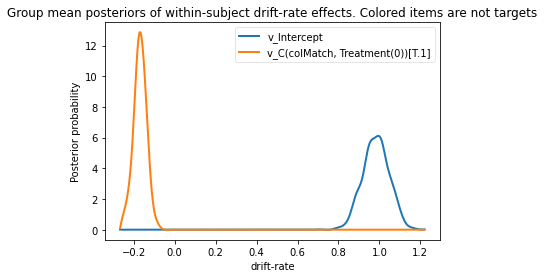 Group mean posteriors of within-subject drift-rate effects. Colored items are not targets
v_Intercept
v_C(colMatch, Treatment(0))[T.1]
Posterior probability
12
10
8
6
4
2
0
−0.2 0.0 0.2 0.4 0.6 0.8 1.0 1.2
drift-rate